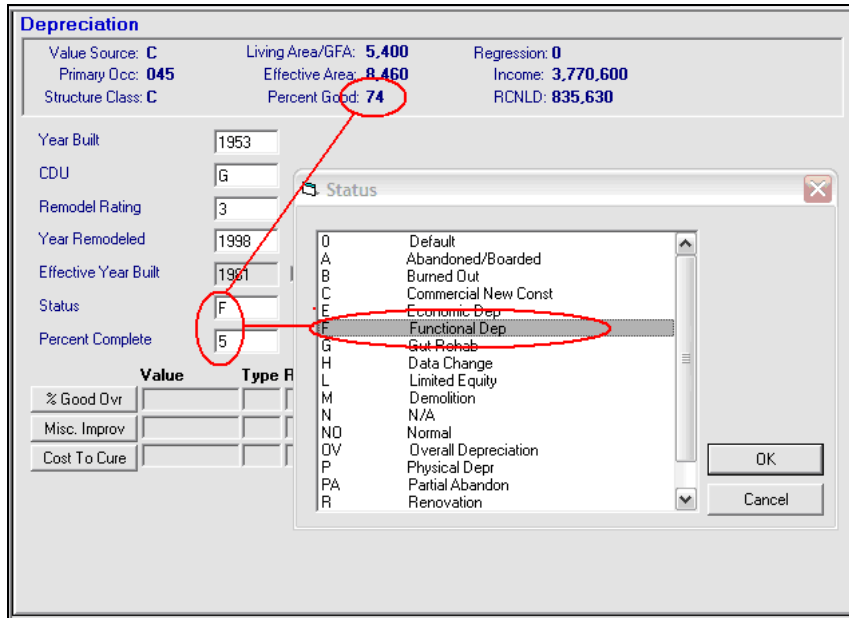 Depreciation
Value Source: C Living Area/GFA: 5,400 Regression: 0
Primary Occ: 045 Effective Area: 8,460 Income: 3,770,600
Structure Class: C Percent Good: 74 RCNLD: 835,630
Year Built 1953
CDU G
Remodel Rating 3
Year Remodeled 1998
Effective Year Built 1981
Status F
Percent Complete 5
Value Type R
% Good Ovr
Misc. Improv
Cost To Cure
Status
0 Default
A Abandoned/Boarded
B Burned Out
C Commercial New Const
E Economic Dep
F Functional Dep
G Gut Rehab
H Data Change
L Limited Equity
M Demolition
N N/A
NO Normal
OV Overall Depreciation
P Physical Depr
PA Partial Abandon
R Renovation
OK
Cancel